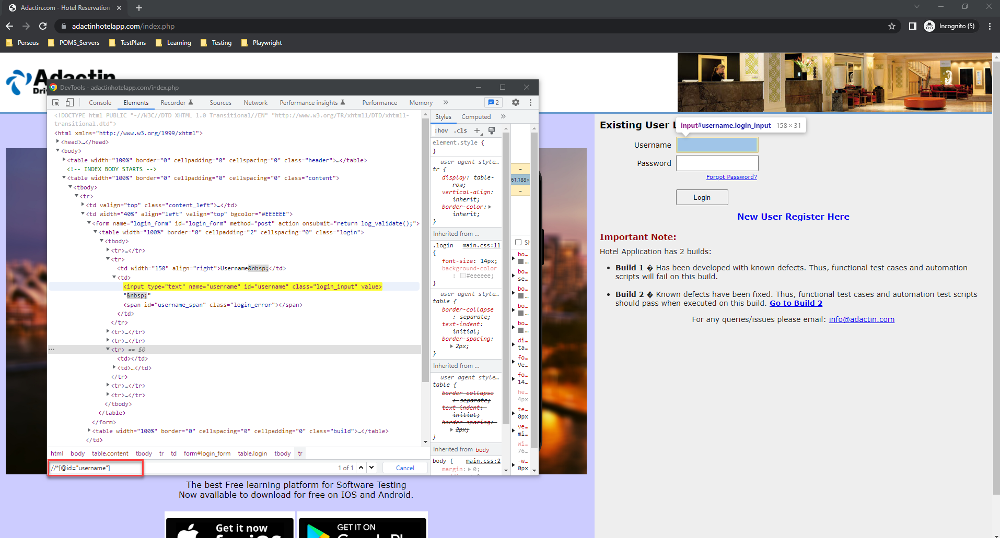 Adactin.com - Hotel Reservation
adactinhotelapp.com/index.php
Incognito (5)
Perseus
POMS_Servers
TestPlans
Learning
Testing
Playwright
Adactin
DevTools - adactinhotelapp.com/index.php
Console
Elements
Recorder
Sources
Network
Performance insights
Performance
Memory
2
<!DOCTYPE html PUBLIC "-//W3C//DTD XHTML 1.0 Transitional//EN" "http://www.w3.org/TR/xhtml1/DTD/xhtml1-
transitional.dtd">
<html xmlns="http://www.w3.org/1999/xhtml">
<head>…</head>
<body>
<table width="100%" border="0" cellpadding="0" cellspacing="0" class="header">…</table>
<!-- INDEX BODY STARTS -->
<table width="100%" border="0" cellpadding="0" cellspacing="0" class="content">
<tbody>
<tr>
<td valign="top" class="content_left">…</td>
<td width="40%" align="left" valign="top" bgcolor="#EEEEEE">
<form name="login_form" id="login_form" method="post" action onsubmit="return log_validate();">
<table width="100%" border="0" cellpadding="2" cellspacing="0" class="login">
<tbody>
<tr>…</tr>
<tr>
<td width="150" align="right">Username&nbsp;</td>
<td>
<input type="text" name="username" id="username" class="login_input" value>
"&nbsp;"
<span id="username_span" class="login_error"></span>
</td>
</tr>
<tr>…</tr>
<tr>…</tr>
<tr> == $0
<td></td>
<td>…</td>
</tr>
<tr>…</tr>
<tr>…</tr>
</tbody>
</table>
</form>
<table width="100%" border="0" cellspacing="0" cellpadding="0" class="build">…</table>
</td>
html body table.content tbody tr td form#login_form table.login tbody tr
//*[@id="username"]
1 of 1
Cancel
Styles
Computed
:hov .cls
element.style {
}
user agent style…
tr {
display: table-
row;
vertical-align:
inherit;
border-color:
inherit;
}
Inherited from …
.login main.css:11
{
font-size: 14px;
background-color
: #eeeeee;
}
user agent style…
table {
border-collapse
: separate;
text-indent:
initial;
border-spacing:
2px;
}
Inherited from …
user agent style…
table {
border-collapse
: separate;
text-indent:
initial;
border-spacing:
2px;
}
Inherited from body
body { main.css:2
margin: 0;
61.188×
bo…
…
bo…
se…
bo…
…
bo…
…
bo…
…
di…
ta…
fo…
Ve…
fo…
14…
he…
4px
te…
0px
ve…
mi…
wi…
76…
-w…
0px
Existing User L
input#username.login_input 158 × 31
Username
Password
Forgot Password?
Login
New User Register Here
Important Note:
Hotel Application has 2 builds:
• Build 1 � Has been developed with known defects. Thus, functional test cases and automation
scripts will fail on this build.
• Build 2 � Known defects have been fixed. Thus, functional test cases and automation test scripts
should pass when executed on this build. Go to Build 2
For any queries/issues please email: info@adactin.com
The best Free learning platform for Software Testing
Now available to download for free on IOS and Android.
Get it now
GET IT ON